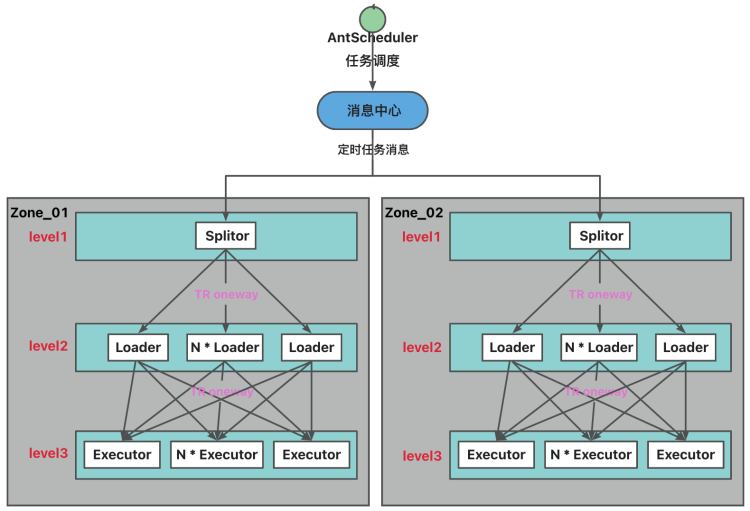 AntScheduler
任务调度
消息中心
定时任务消息
Zone_01
level1
Splitor
TR oneway
level2
Loader
N * Loader
Loader
TR oneway
level3
Executor
N * Executor
Executor
Zone_02
level1
Splitor
TR oneway
level2
Loader
N * Loader
Loader
TR oneway
level3
Executor
N * Executor
Executor